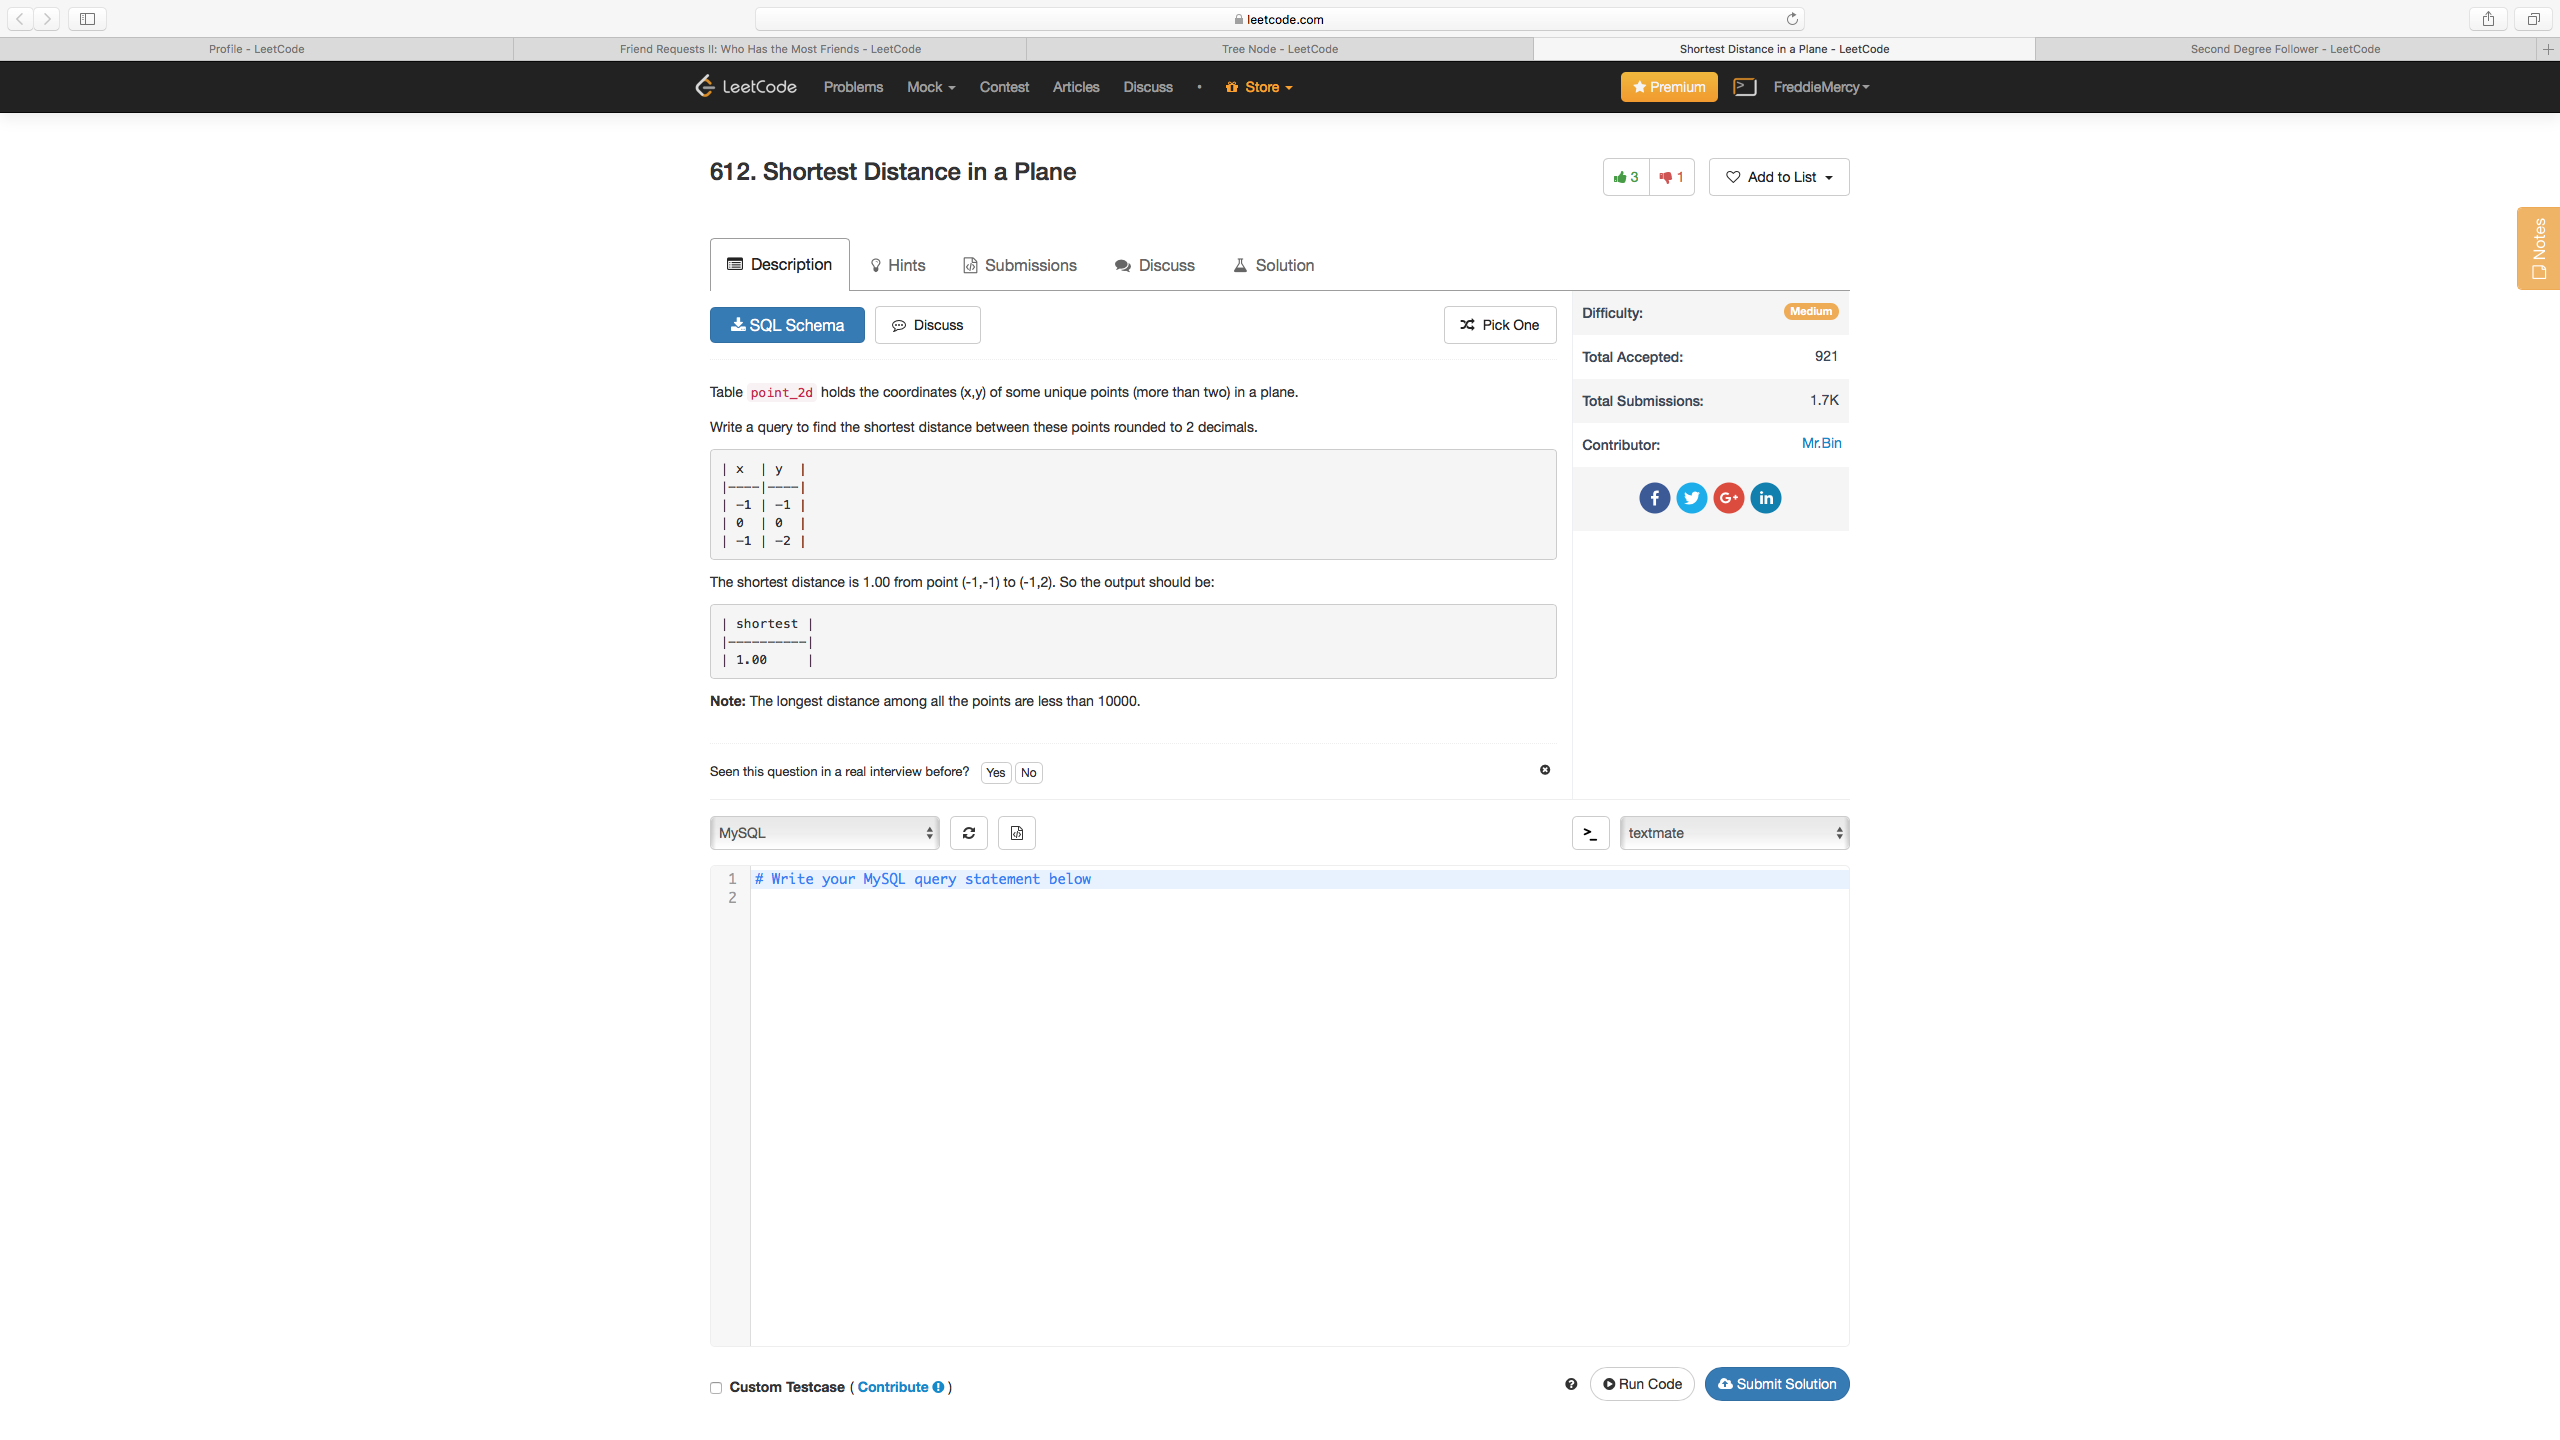 leetcode.com
Profile - LeetCode
Friend Requests II: Who Has the Most Friends - LeetCode
Tree Node - LeetCode
Shortest Distance in a Plane - LeetCode
Second Degree Follower - LeetCode
LeetCode Problems Mock Contest Articles Discuss • Store Premium FreddieMercy
612. Shortest Distance in a Plane
3 1 Add to List
Notes
Description Hints Submissions Discuss Solution
SQL Schema Discuss Pick One
Difficulty: Medium
Total Accepted: 921
Total Submissions: 1.7K
Contributor: Mr.Bin
Table point_2d holds the coordinates (x,y) of some unique points (more than two) in a plane.
Write a query to find the shortest distance between these points rounded to 2 decimals.
| x  | y  |
|----|----|
| -1 | -1 |
| 0  | 0  |
| -1 | -2 |
The shortest distance is 1.00 from point (-1,-1) to (-1,2). So the output should be:
| shortest |
|----------|
| 1.00     |
Note: The longest distance among all the points are less than 10000.
Seen this question in a real interview before? Yes No
MySQL
>_ textmate
1 # Write your MySQL query statement below
2
Custom Testcase ( Contribute )
Run Code Submit Solution